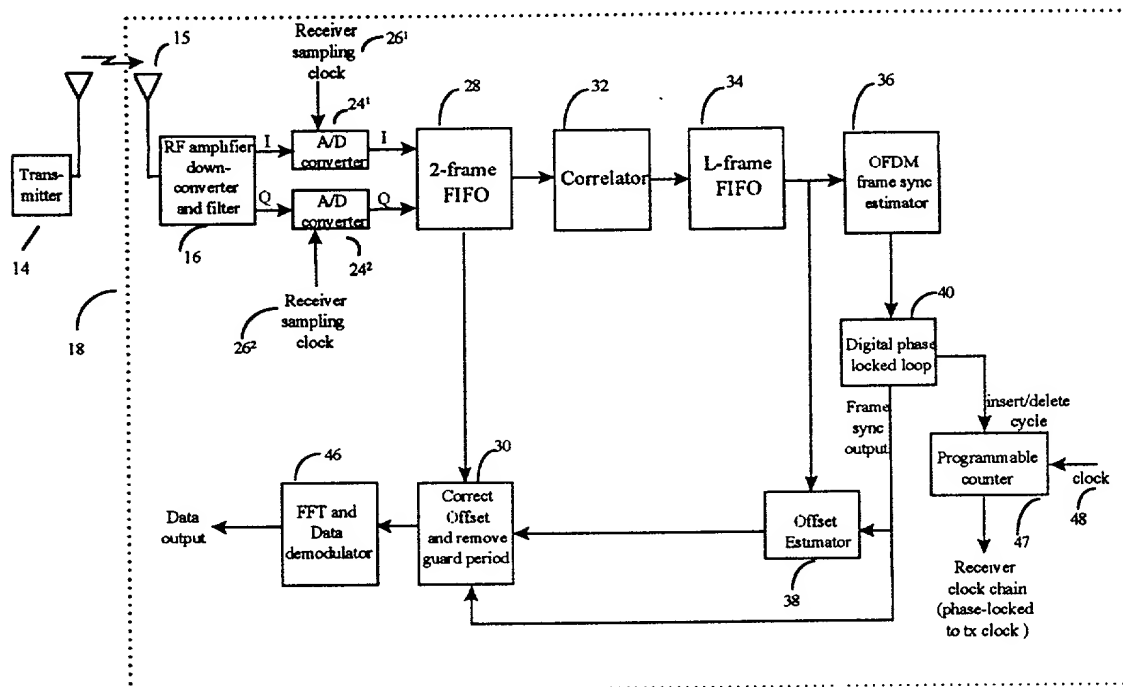 15
Receiver
sampling
clock
26¹
28
32
34
36
24¹
Trans-
mitter
14
18
RF amplifier
down-
converter
and filter
16
I
Q
A/D
converter
A/D
converter
I
Q
24²
Receiver
sampling
clock
26²
2-frame
FIFO
Correlator
L-frame
FIFO
OFDM
frame sync
estimator
40
Digital phase
locked loop
Frame
sync
output
insert/delete
cycle
Programmable
counter
clock
48
47
Receiver
clock chain
(phase-locked
to tx clock )
46
30
Data
output
FFT and
Data
demodulator
Correct
Offset
and remove
guard period
Offset
Estimator
38